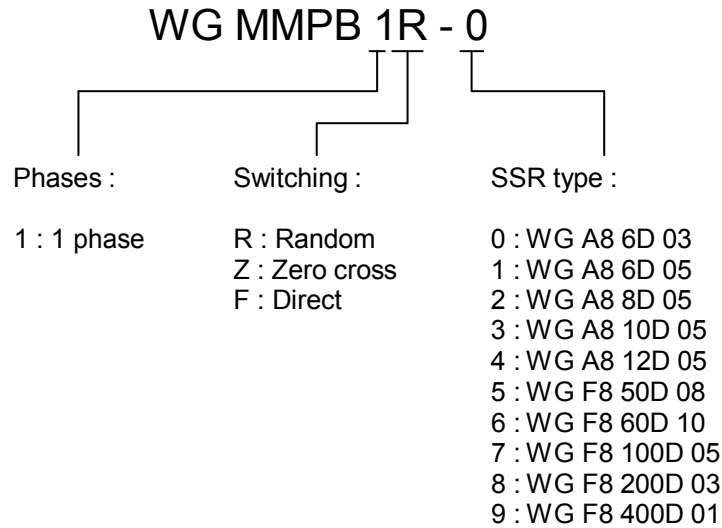 WG MMPB 1R - 0
Phases :
1 : 1 phase
Switching :
R : Random
Z : Zero cross
F : Direct
SSR type :
0 : WG A8 6D 03
1 : WG A8 6D 05
2 : WG A8 8D 05
3 : WG A8 10D 05
4 : WG A8 12D 05
5 : WG F8 50D 08
6 : WG F8 60D 10
7 : WG F8 100D 05
8 : WG F8 200D 03
9 : WG F8 400D 01